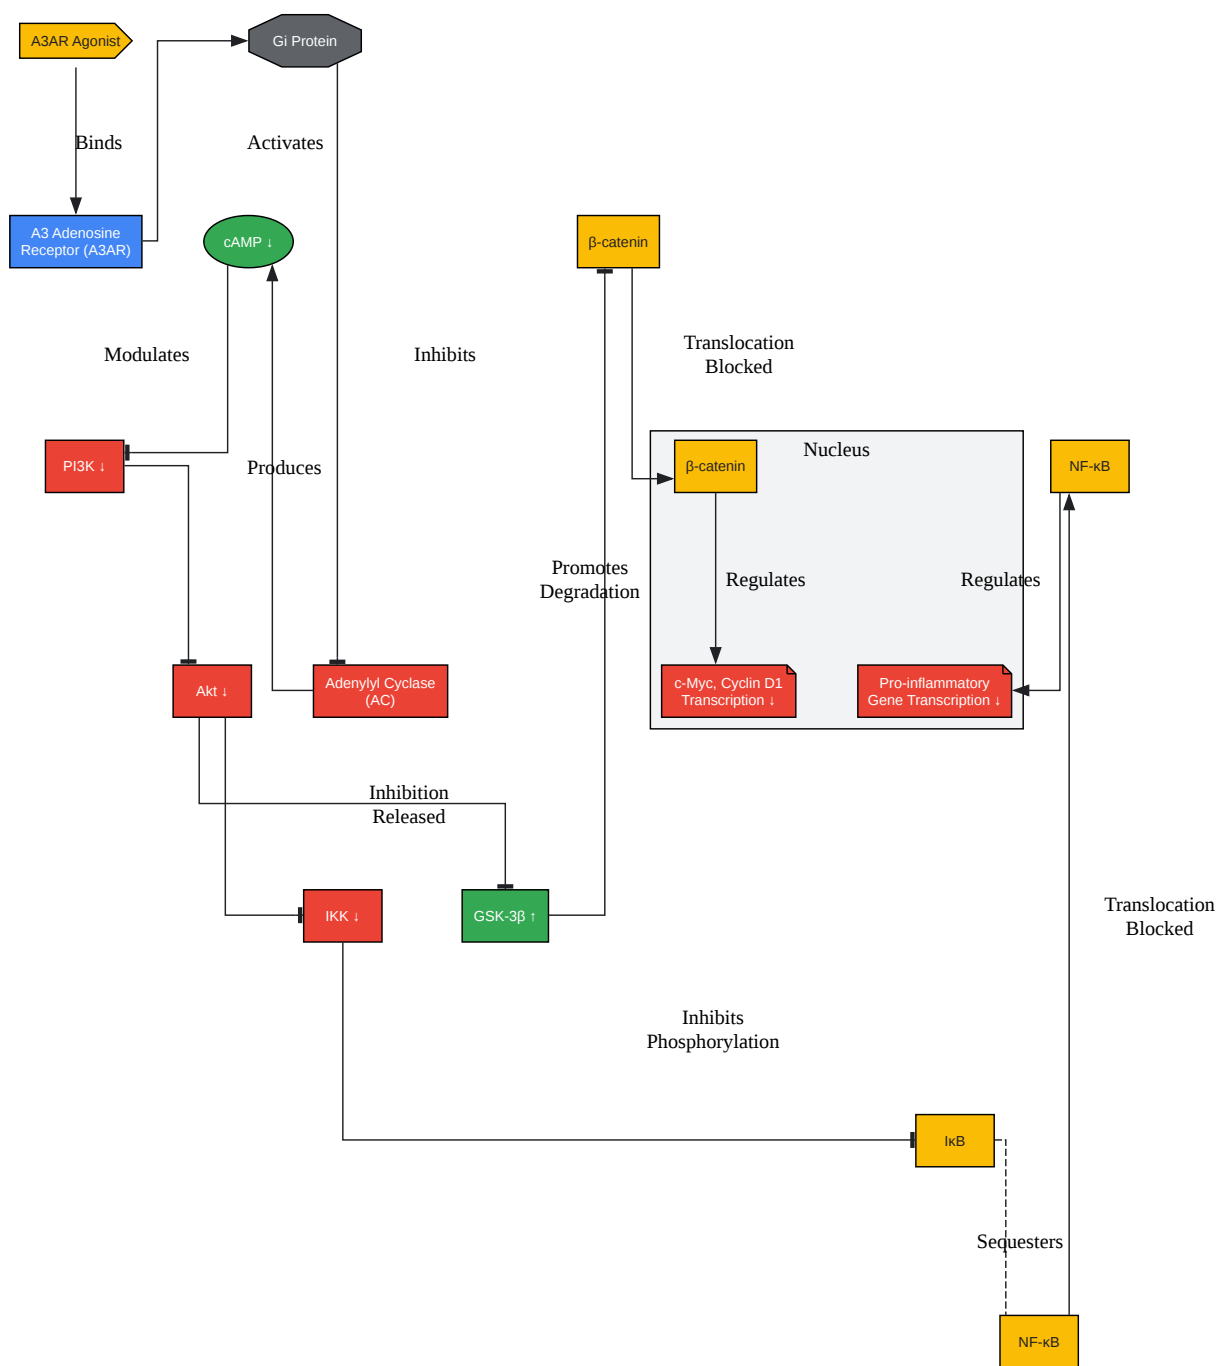 A3AR Agonist
Gi Protein
Binds
Activates
A3 Adenosine
Receptor (A3AR)
cAMP ↓
β-catenin
Modulates
Inhibits
Translocation
Blocked
Nucleus
PI3K ↓
Produces
β-catenin
NF-κB
Promotes
Degradation
Regulates
Regulates
Akt ↓
Adenylyl Cyclase
(AC)
c-Myc, Cyclin D1
Transcription ↓
Pro-inflammatory
Gene Transcription ↓
Inhibition
Released
IKK ↓
GSK-3β ↑
Translocation
Blocked
Inhibits
Phosphorylation
IκB
Sequesters
NF-κB